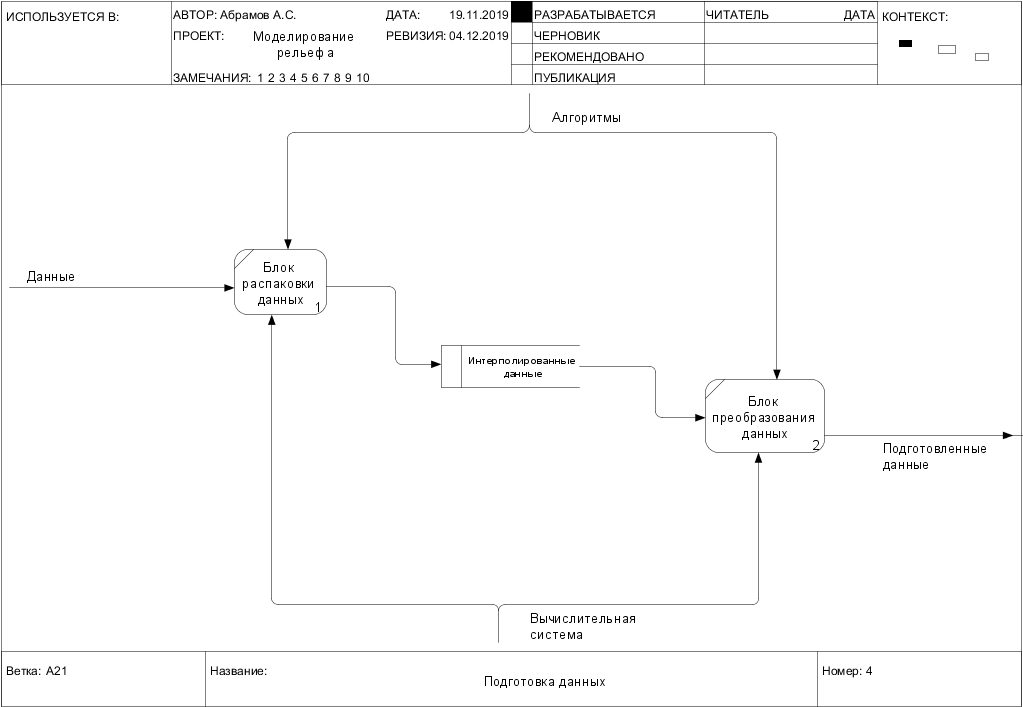 ИСПОЛЬЗУЕТСЯ В:
АВТОР: Абрамов А.С.
ДАТА: 19.11.2019
РАЗРАБАТЫВАЕТСЯ
ЧИТАТЕЛЬ
ДАТА
КОНТЕКСТ:
ПРОЕКТ:
Моделирование
рельефа
РЕВИЗИЯ: 04.12.2019
ЧЕРНОВИК
РЕКОМЕНДОВАНО
ЗАМЕЧАНИЯ: 1 2 3 4 5 6 7 8 9 10
ПУБЛИКАЦИЯ
Алгоритмы
Данные
Блок
распаковки
данных
1
Интерполированные
данные
Блок
преобразования
данных
2
Подготовленные
данные
Вычислительная
система
Ветка: A21
Название:
Подготовка данных
Номер: 4